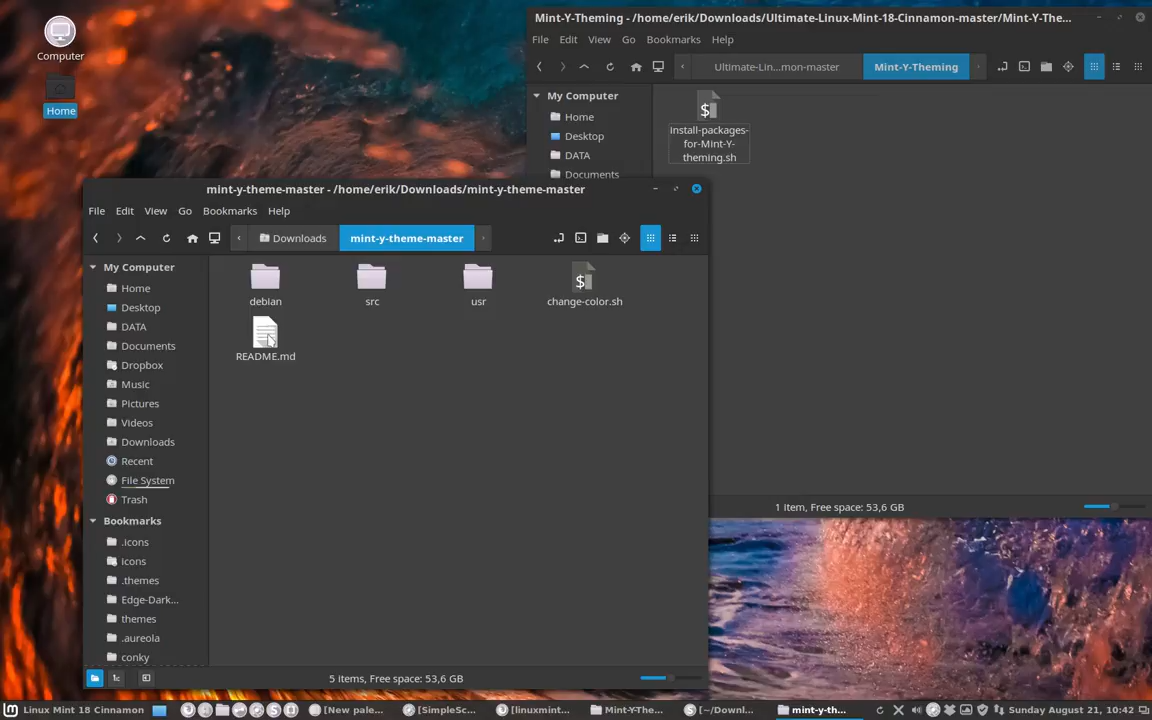 Computer
Home
Mint-Y-Theming - /home/erik/Downloads/Ultimate-Linux-Mint-18-Cinnamon-master/Mint-Y-The...
File Edit View Go Bookmarks Help
Ultimate-Lin...mon-master
Mint-Y-Theming
My Computer
Home
Desktop
DATA
Documents
install-packages-
for-Mint-Y-
theming.sh
1 item, Free space: 53,6 GB
mint-y-theme-master - /home/erik/Downloads/mint-y-theme-master
File Edit View Go Bookmarks Help
Downloads
mint-y-theme-master
My Computer
Home
Desktop
DATA
Documents
Dropbox
Music
Pictures
Videos
Downloads
Recent
File System
Trash
Bookmarks
.icons
icons
.themes
Edge-Dark...
themes
.aureola
conky
debian
src
usr
change-color.sh
README.md
5 items, Free space: 53,6 GB
Linux Mint 18 Cinnamon
[New pale...
[SimpleSc...
[linuxmint...
Mint-Y-The...
[~/Downl...
mint-y-th...
Sunday August 21, 10:42